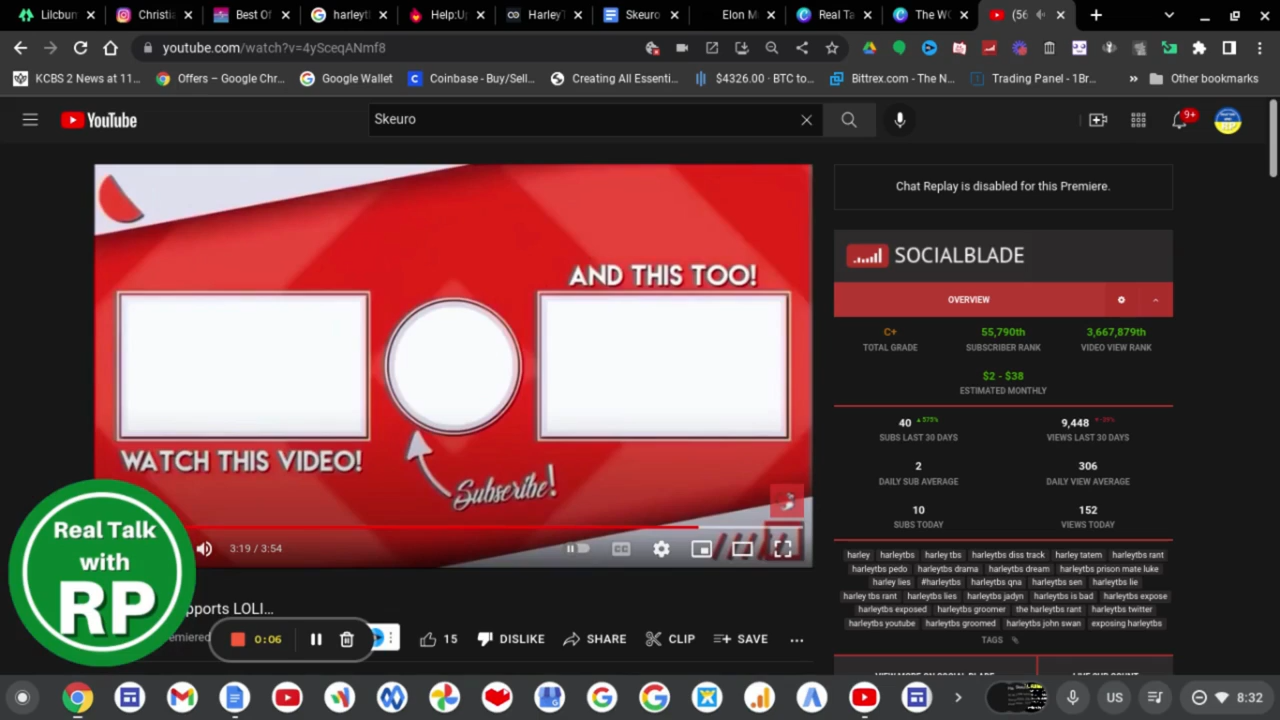 Lilcbun
Christia
Best Of
harleyt
Help:U
HarleyT
Skeuro
Elon M
Real Ta
The W
(56
youtube.com/watch?v=4ySceqANmf8
KCBS 2 News at 11...
Offers – Google Chr...
Google Wallet
Coinbase - Buy/Sell...
Creating All Essenti...
$4326.00 · BTC to...
Bittrex.com - The N...
Trading Panel - 1Br...
»
Other bookmarks
YouTube
Skeuro
9+
AND THIS TOO!
WATCH THIS VIDEO!
Subscribe!
3:19 / 3:54
Real Talk
with
RP
pports LOLI...
emiered
0:06
15
DISLIKE
SHARE
CLIP
SAVE
...
Chat Replay is disabled for this Premiere.
SOCIALBLADE
OVERVIEW
C+
TOTAL GRADE
55,790th
SUBSCRIBER RANK
3,667,879th
VIDEO VIEW RANK
$2 - $38
ESTIMATED MONTHLY
40
SUBS LAST 30 DAYS
9,448
VIEWS LAST 30 DAYS
2
DAILY SUB AVERAGE
306
DAILY VIEW AVERAGE
10
SUBS TODAY
152
VIEWS TODAY
harley harleytbs harley tbs harleytbs diss track harley tatem harleytbs rant
harleytbs pedo harleytbs drama harleytbs dream harleytbs prison mate luke
harley lies #harleytbs harleytbs qna harleytbs sen harleytbs lie
harley tbs rant harleytbs lies harleytbs jadyn harleytbs is bad harleytbs expose
harleytbs exposed harleytbs groomer the harleytbs rant harleytbs twitter
harleytbs youtube harleytbs groomed harleytbs john swan exposing harleytbs
TAGS
US
8:32